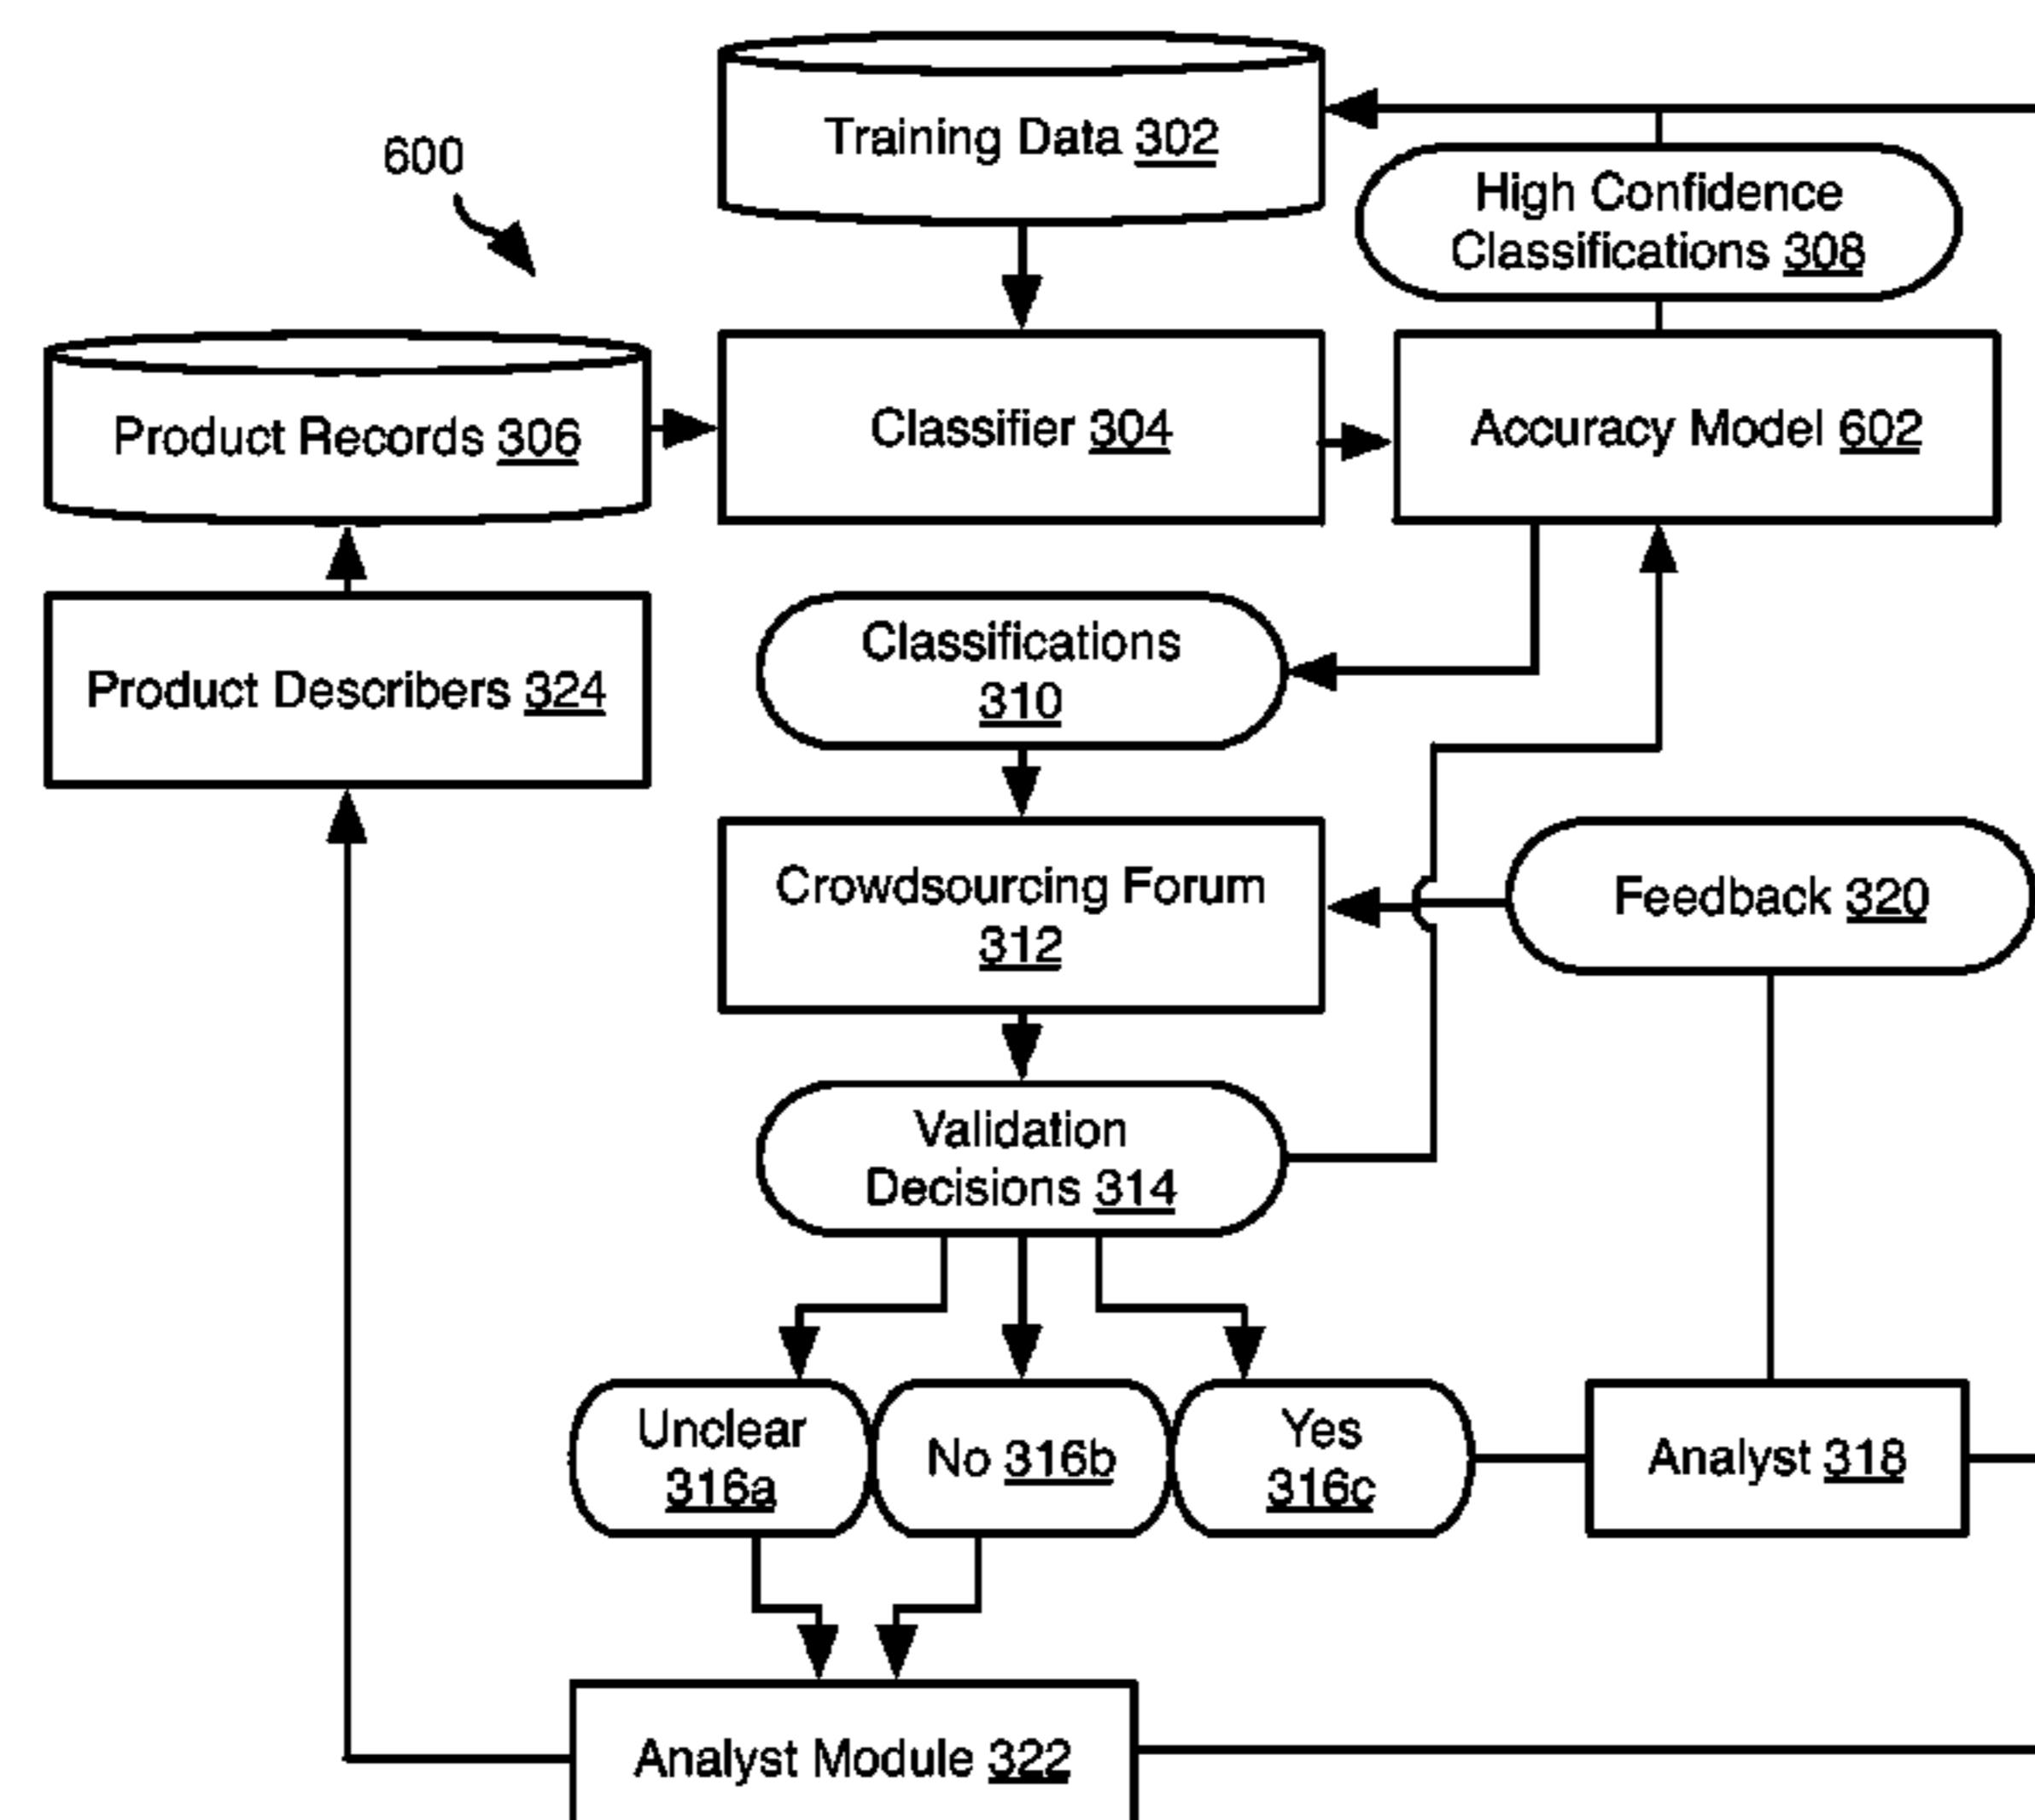 600
Training Data 302
High Confidence
Classifications 308
Product Records 306
Classifier 304
Accuracy Model 602
Product Describers 324
Classifications
310
Crowdsourcing Forum
312
Feedback 320
Validation
Decisions 314
Unclear
316a
No 316b
Yes
316c
Analyst 318
Analyst Module 322